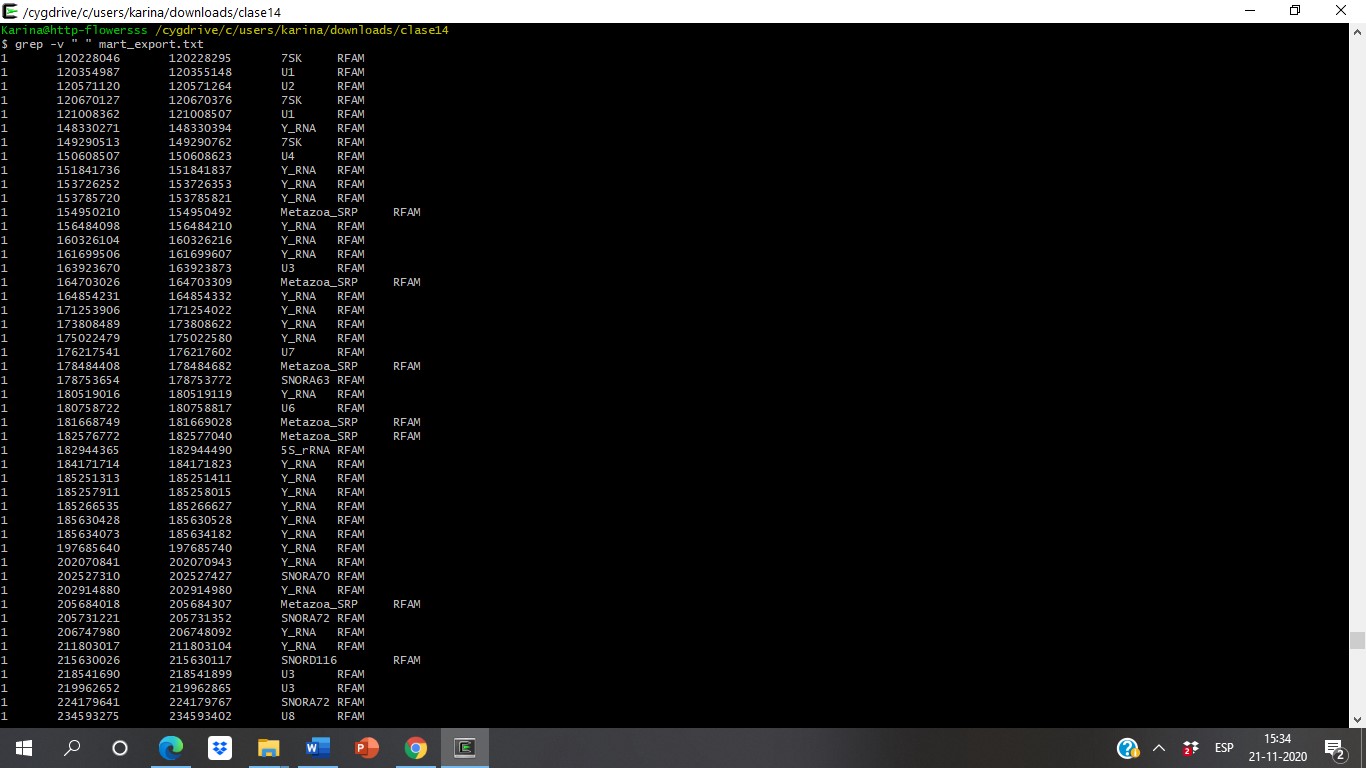 /cygdrive/c/users/karina/downloads/clase14
Karina@http-flowersss /cygdrive/c/users/karina/downloads/clase14
$ grep -v " " mart_export.txt
1 120228046 120228295 7SK RFAM
1 120354987 120355148 U1 RFAM
1 120571120 120571264 U2 RFAM
1 120670127 120670376 7SK RFAM
1 121008362 121008507 U1 RFAM
1 148330271 148330394 Y_RNA RFAM
1 149290513 149290762 7SK RFAM
1 150608507 150608623 U4 RFAM
1 151841736 151841837 Y_RNA RFAM
1 153726252 153726353 Y_RNA RFAM
1 153785720 153785821 Y_RNA RFAM
1 154950210 154950492 Metazoa_SRP RFAM
1 156484098 156484210 Y_RNA RFAM
1 160326104 160326216 Y_RNA RFAM
1 161699506 161699607 Y_RNA RFAM
1 163923670 163923873 U3 RFAM
1 164703026 164703309 Metazoa_SRP RFAM
1 164854231 164854332 Y_RNA RFAM
1 171253906 171254022 Y_RNA RFAM
1 173808489 173808622 Y_RNA RFAM
1 175022479 175022580 Y_RNA RFAM
1 176217541 176217602 U7 RFAM
1 178484408 178484682 Metazoa_SRP RFAM
1 178753654 178753772 SNORA63 RFAM
1 180519016 180519119 Y_RNA RFAM
1 180758722 180758817 U6 RFAM
1 181668749 181669028 Metazoa_SRP RFAM
1 182576772 182577040 Metazoa_SRP RFAM
1 182944365 182944490 5S_rRNA RFAM
1 184171714 184171823 Y_RNA RFAM
1 185251313 185251411 Y_RNA RFAM
1 185257911 185258015 Y_RNA RFAM
1 185266535 185266627 Y_RNA RFAM
1 185630428 185630528 Y_RNA RFAM
1 185634073 185634182 Y_RNA RFAM
1 197685640 197685740 Y_RNA RFAM
1 202070841 202070943 Y_RNA RFAM
1 202527310 202527427 SNORA70 RFAM
1 202914880 202914980 Y_RNA RFAM
1 205684018 205684307 Metazoa_SRP RFAM
1 205731221 205731352 SNORA72 RFAM
1 206747980 206748092 Y_RNA RFAM
1 211803017 211803104 Y_RNA RFAM
1 215630026 215630117 SNORD116 RFAM
1 218541690 218541899 U3 RFAM
1 219962652 219962865 U3 RFAM
1 224179641 224179767 SNORA72 RFAM
1 234593275 234593402 U8 RFAM
ESP
15:34
21-11-2020
2